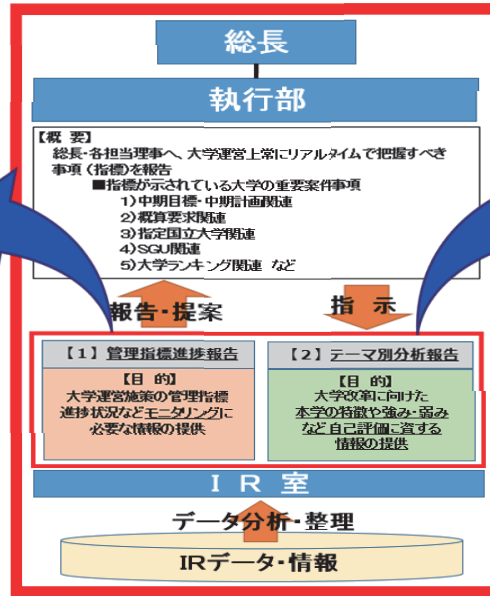 総長
執行部
【概 要】
総長・各担当理事へ、大学運営上常にリアルタイムで把握すべき
事項(指標)を報告
■指標が示されている大学の重要案件事項
1)中期目標・中期計画関連
2)概算要求関連
3)指定国立大学関連
4)SGU関連
5)大学ランキング関連 など
報告・提案
指 示
【1】管理指標進捗報告
【目 的】
大学運営施策の管理指標
進捗状況などモニタリングに
必要な情報の提供
【2】テーマ別分析報告
【目 的】
大学改革に向けた
本学の特徴や強み・弱み
など自己評価に資する
情報の提供
ＩＲ室
データ分析・整理
IRデータ・情報